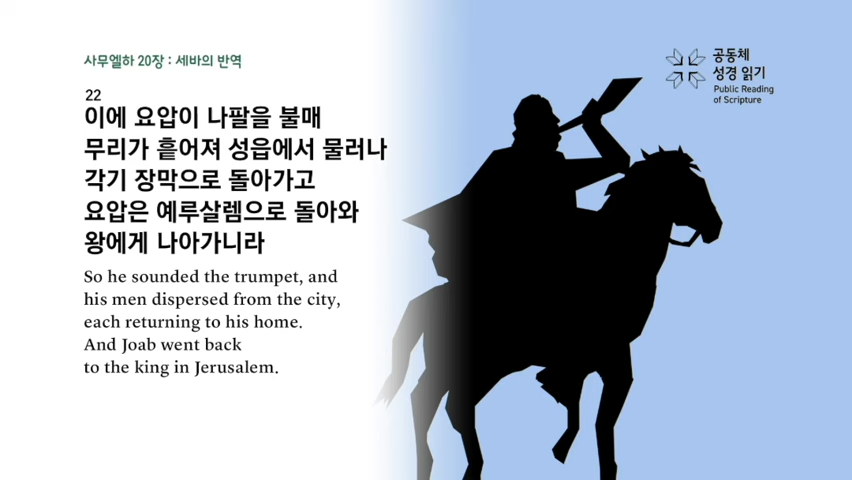 사무엘하 20장 : 세바의 반역
22
이에 요압이 나팔을 불매
무리가 흩어져 성읍에서 물러나
각기 장막으로 돌아가고
요압은 예루살렘으로 돌아와
왕에게 나아가니라
So he sounded the trumpet, and
his men dispersed from the city,
each returning to his home.
And Joab went back
to the king in Jerusalem.
공동체
성경 읽기
Public Reading
of Scripture